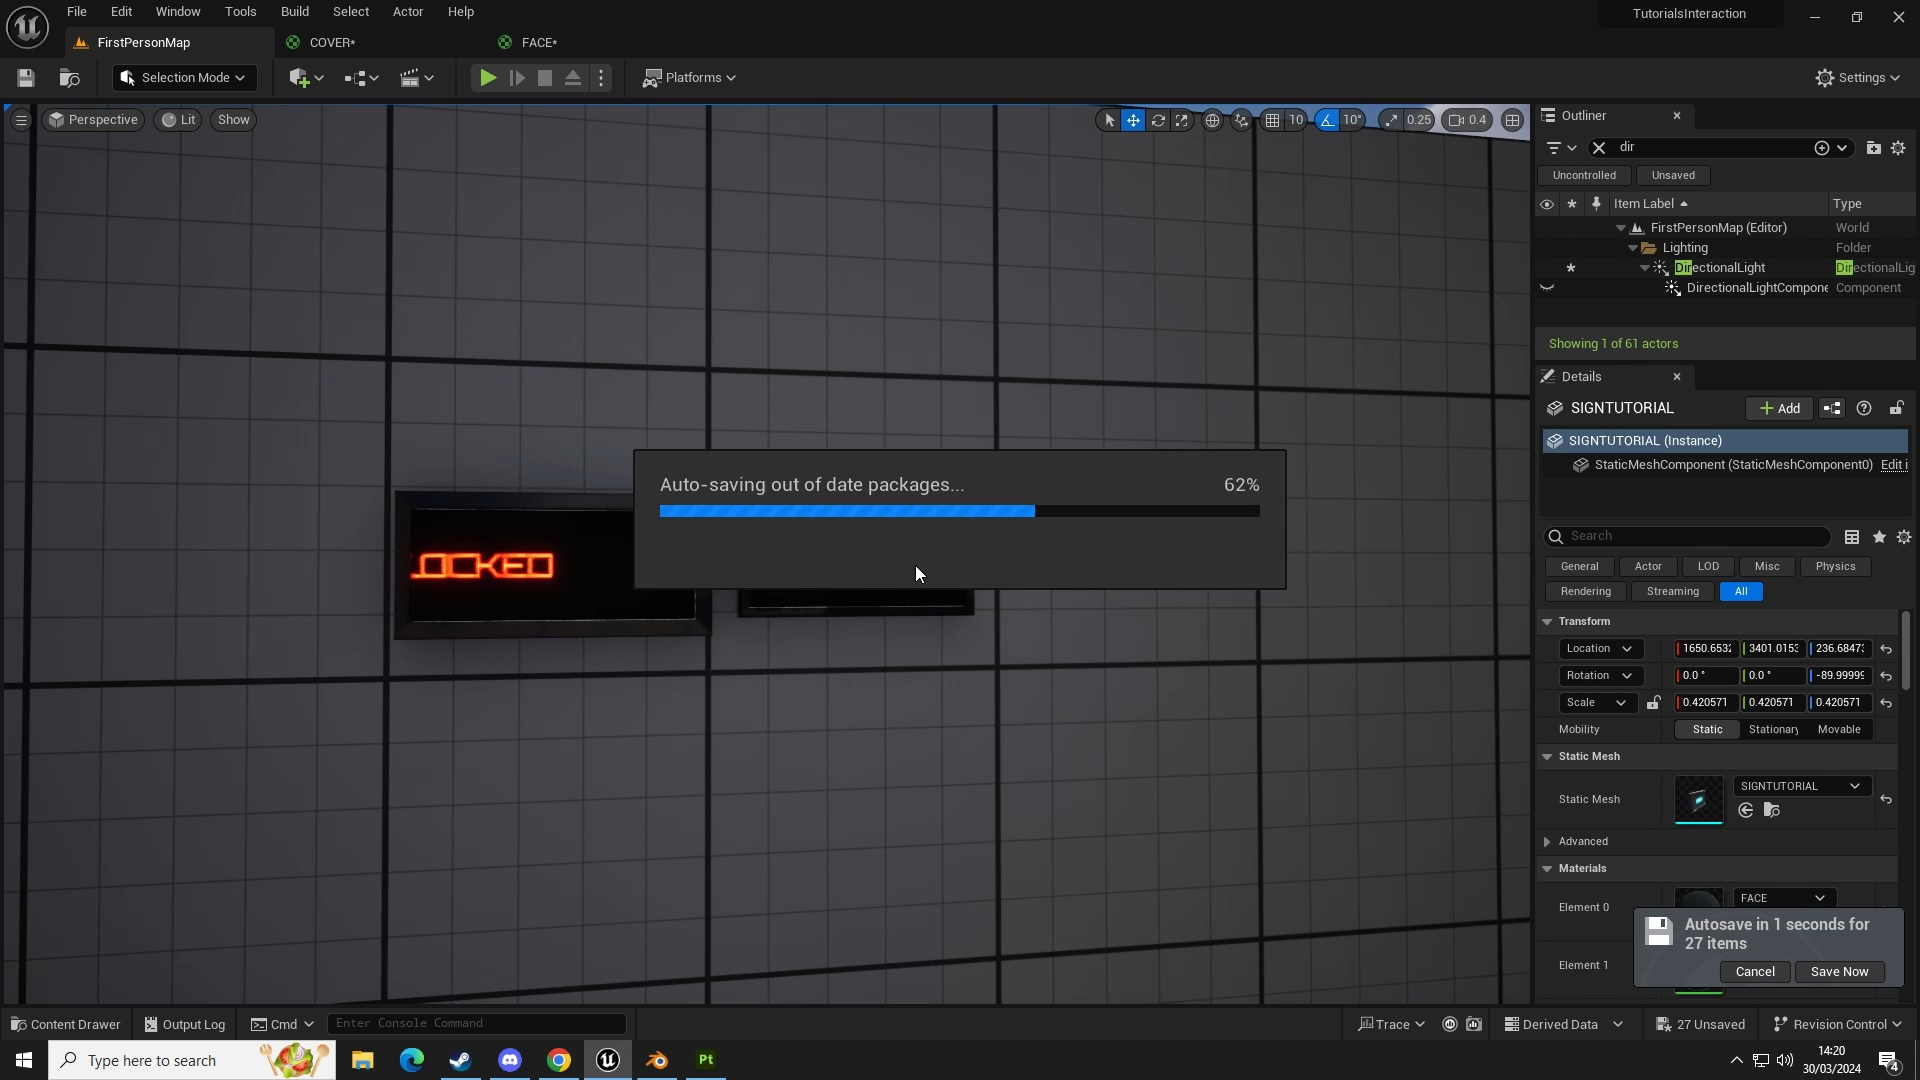 File Edit Window Tools Build Select Actor Help
TutorialsInteraction
FirstPersonMap COVER* FACE*
Selection Mode Platforms Settings
Perspective Lit Show 10 10° 0.25 0.4
Outliner
dir
Uncontrolled Unsaved
Item Label Type
FirstPersonMap (Editor) World
Lighting Folder
DirectionalLight DirectionalLig
DirectionalLightCompone Component
Showing 1 of 61 actors
Details
SIGNTUTORIAL Add
SIGNTUTORIAL (Instance)
StaticMeshComponent (StaticMeshComponent0) Edit i
Search
General Actor LOD Misc Physics
Rendering Streaming All
Transform
Location 1650.653 3401.015 236.6847
Rotation 0.0 ° 0.0 ° -89.9999
Scale 0.420571 0.420571 0.420571
Mobility Static Stationary Movable
Static Mesh
Static Mesh SIGNTUTORIAL
Advanced
Materials
Element 0 FACE
Element 1
Auto-saving out of date packages... 62%
OCKED
Autosave in 1 seconds for
27 items
Cancel Save Now
Content Drawer Output Log Cmd Enter Console Command Trace Derived Data 27 Unsaved Revision Control
Type here to search
Pt
14:20
30/03/2024
4